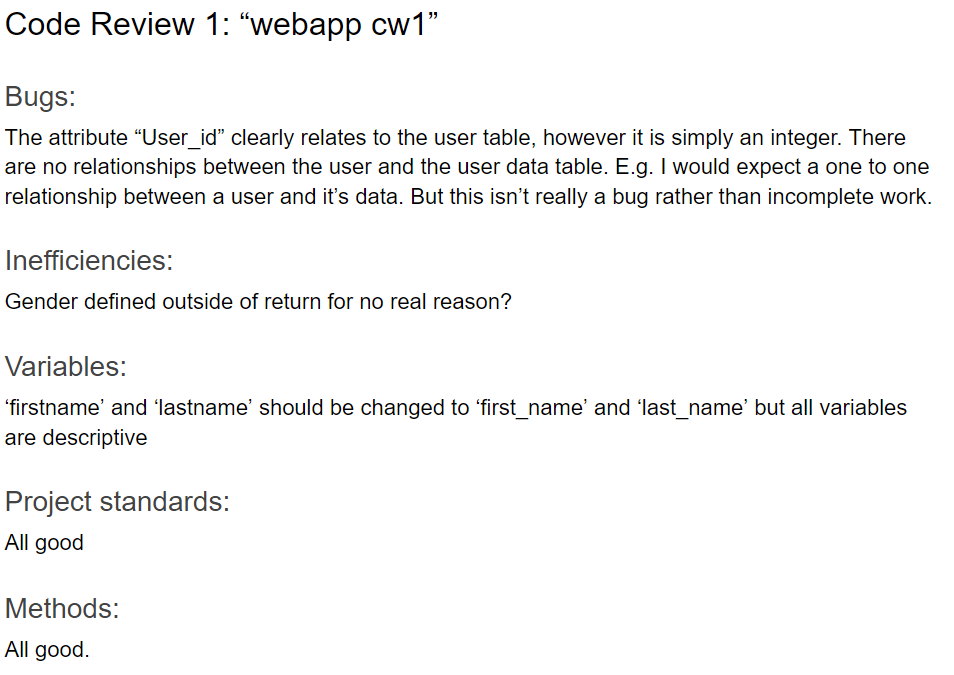 Code Review 1: “webapp cw1”
Bugs:
The attribute “User_id” clearly relates to the user table, however it is simply an integer. There
are no relationships between the user and the user data table. E.g. I would expect a one to one
relationship between a user and it’s data. But this isn’t really a bug rather than incomplete work.
Inefficiencies:
Gender defined outside of return for no real reason?
Variables:
‘firstname’ and ‘lastname’ should be changed to ‘first_name’ and ‘last_name’ but all variables
are descriptive
Project standards:
All good
Methods:
All good.